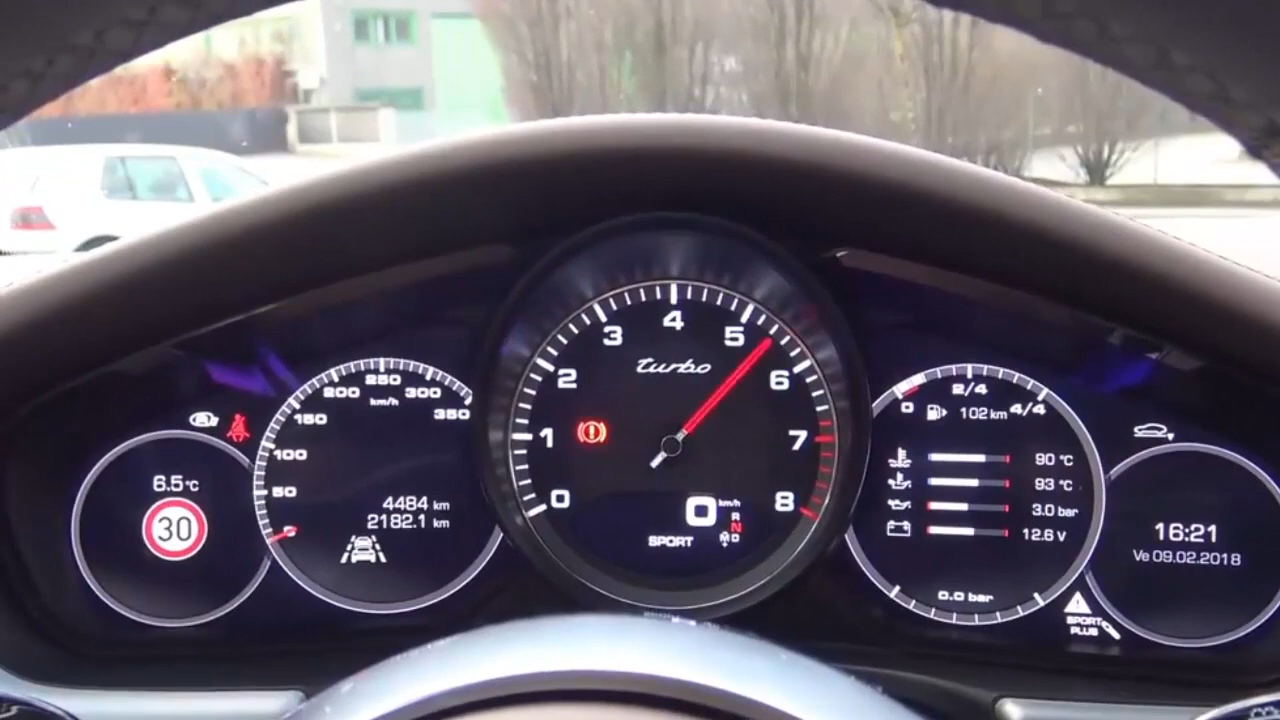 6.5°C
30
0
50
100
150
200
250
300
350
km/h
4484 km
2182.1 km
0
1
2
3
4
5
6
7
8
turbo
0 km/h
R
N
D
SPORT
0
2/4
4/4
102 km
90 °C
93 °C
3.0 bar
12.6 V
0.0 bar
SPORT
PLUS
16:21
Ve 09.02.2018